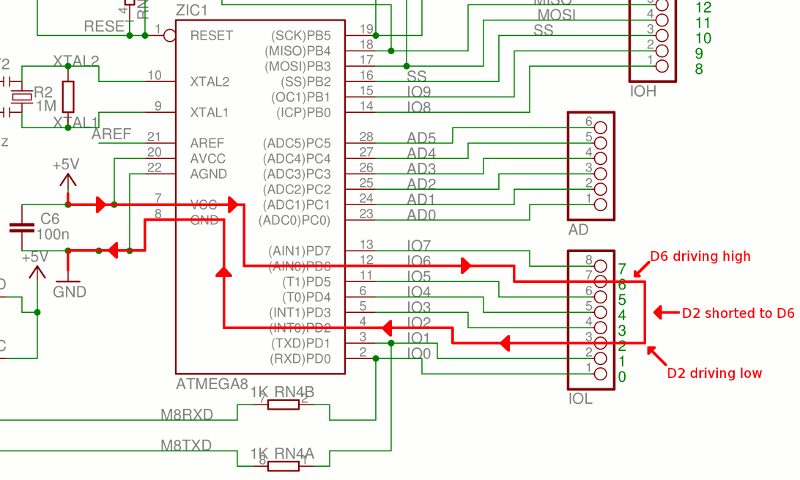 ZIC1
MISO
MOSI
SS
12
11
10
9
8
4
3
2
1
IOH
RESET
4
RN
1
RESET
(SCK)PB5
19
(MISO)PB4
18
(MOSI)PB3
17
(SS)PB2
16
SS
(OC1)PB1
15
IO9
(ICP)PB0
14
IO8
XTAL2
10
XTAL2
R2
1M
XTAL1
9
XTAL1
AREF
21
AREF
20
AVCC
22
AGND
(ADC5)PC5
28
AD5
(ADC4)PC4
27
AD4
(ADC3)PC3
26
AD3
(ADC2)PC2
25
AD2
(ADC1)PC1
24
AD1
(ADC0)PC0)
23
AD0
6
5
4
3
2
1
AD
+5V
7
VCC
8
GND
C6
100n
+5V
GND
(AIN1)PD7
13
IO7
(AIN0)PD6
12
IO6
(T1)PD5
11
IO5
(T0)PD4
6
IO4
(INT1)PD3
5
IO3
(INT0)PD2
4
IO2
(TXD)PD1
3
IO1
(RXD)PD0
2
IO0
8
7
6
5
4
3
2
1
7
6
5
4
3
2
1
0
IOL
D6 driving high
D2 shorted to D6
D2 driving low
ATMEGA8
1K RN4B
7
2
M8RXD
1K RN4A
8
1
M8TXD